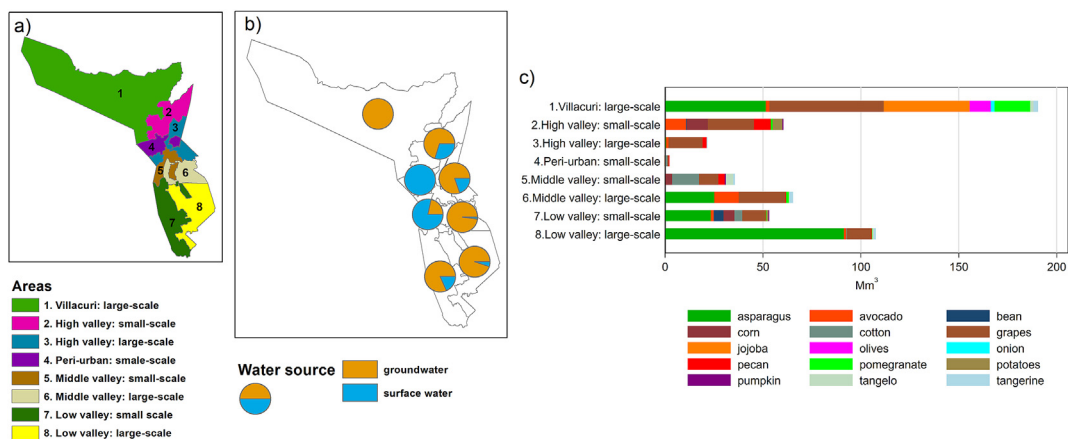 a)
1
2
3
4
5
6
7
8
Areas
1. Villacuri: large-scale
2. High valley: small-scale
3. High valley: large-scale
4. Peri-urban: smale-scale
5. Middle valley: small-scale
6. Middle valley: large-scale
7. Low valley: small scale
8. Low valley: large-scale
b)
Water source
groundwater
surface water
c)
1.Villacuri: large-scale
2.High valley: small-scale
3.High valley: large-scale
4.Peri-urban: small-scale
5.Middle valley: small-scale
6.Middle valley: large-scale
7.Low valley: small-scale
8.Low valley: large-scale
0 50 100 150 200
Mm³
asparagus avocado bean
corn cotton grapes
jojoba olives onion
pecan pomegranate potatoes
pumpkin tangelo tangerine